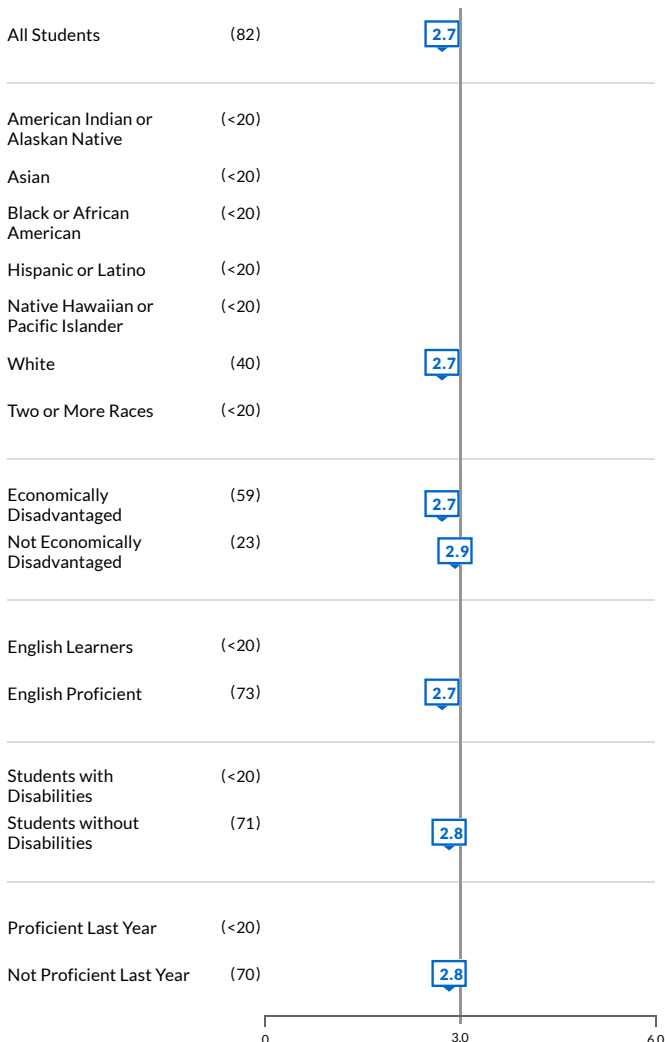 All Students (82) 2.7
American Indian or (<20)
Alaskan Native
Asian (<20)
Black or African (<20)
American
Hispanic or Latino (<20)
Native Hawaiian or (<20)
Pacific Islander
White (40) 2.7
Two or More Races (<20)
Economically (59) 2.7
Disadvantaged
Not Economically (23) 2.9
Disadvantaged
English Learners (<20)
English Proficient (73) 2.7
Students with (<20)
Disabilities
Students without (71) 2.8
Disabilities
Proficient Last Year (<20)
Not Proficient Last Year (70) 2.8
0 3.0 6.0